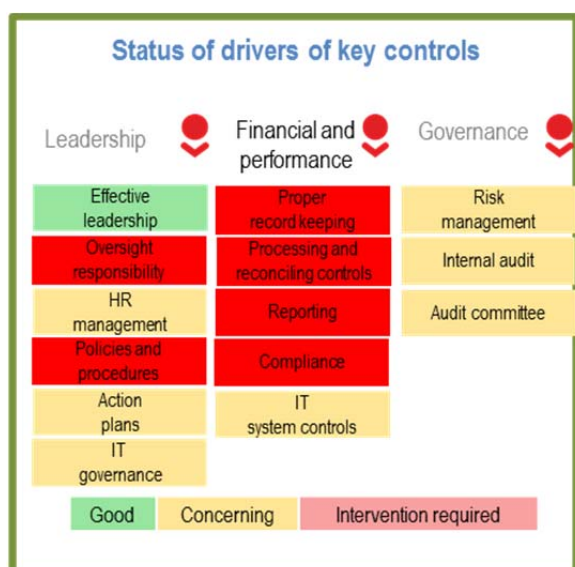 Status of drivers of key controls
Leadership
Financial and
performance
Governance
Effective
leadership
Oversight
responsibility
HR
management
Policies and
procedures
Action
plans
IT
governance
Proper
record keeping
Processing and
reconciling controls
Reporting
Compliance
IT
system controls
Risk
management
Internal audit
Audit committee
Good
Concerning
Intervention required